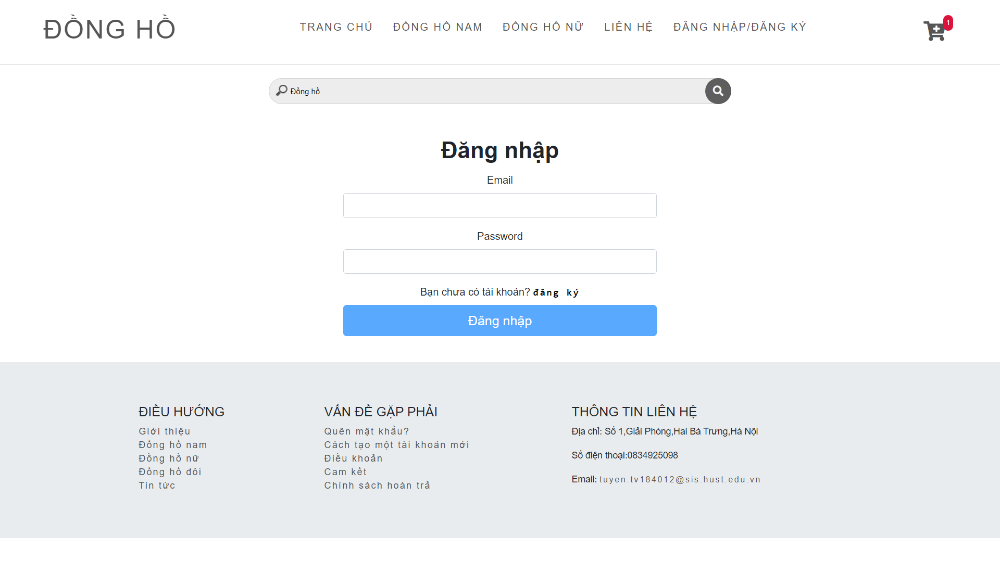 ĐỒNG HỒ
TRANG CHỦ ĐỒNG HỒ NAM ĐỒNG HỒ NỮ LIÊN HỆ ĐĂNG NHẬP/ĐĂNG KÝ
1
Đồng hồ
Đăng nhập
Email
Password
Bạn chưa có tài khoản? đăng ký
Đăng nhập
ĐIỀU HƯỚNG
Giới thiệu
Đồng hồ nam
Đồng hồ nữ
Đồng hồ đôi
Tin tức
VẤN ĐỀ GẶP PHẢI
Quên mật khẩu?
Cách tạo một tài khoản mới
Điều khoản
Cam kết
Chính sách hoàn trả
THÔNG TIN LIÊN HỆ
Địa chỉ: Số 1,Giải Phóng,Hai Bà Trưng,Hà Nội
Số điện thoại:0834925098
Email: tuyen.tv184012@sis.hust.edu.vn